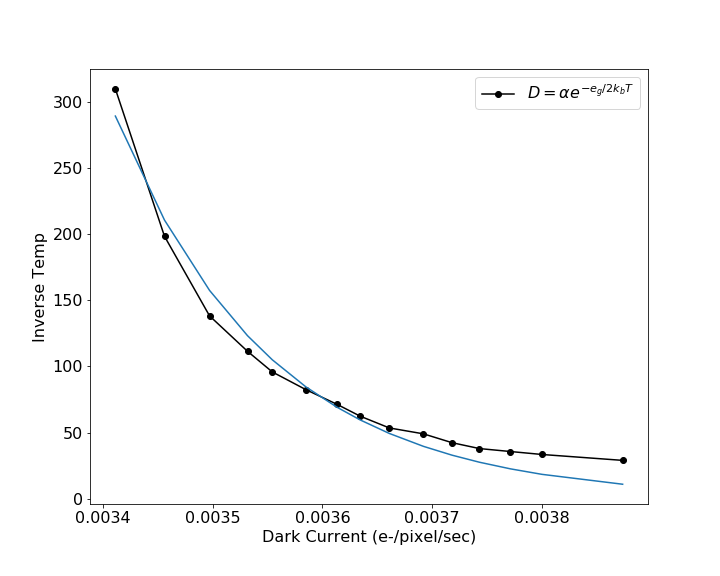 D = αe^{-e_g/2k_bT}
300
250
200
150
100
50
0
Inverse Temp
0.0034 0.0035 0.0036 0.0037 0.0038
Dark Current (e-/pixel/sec)